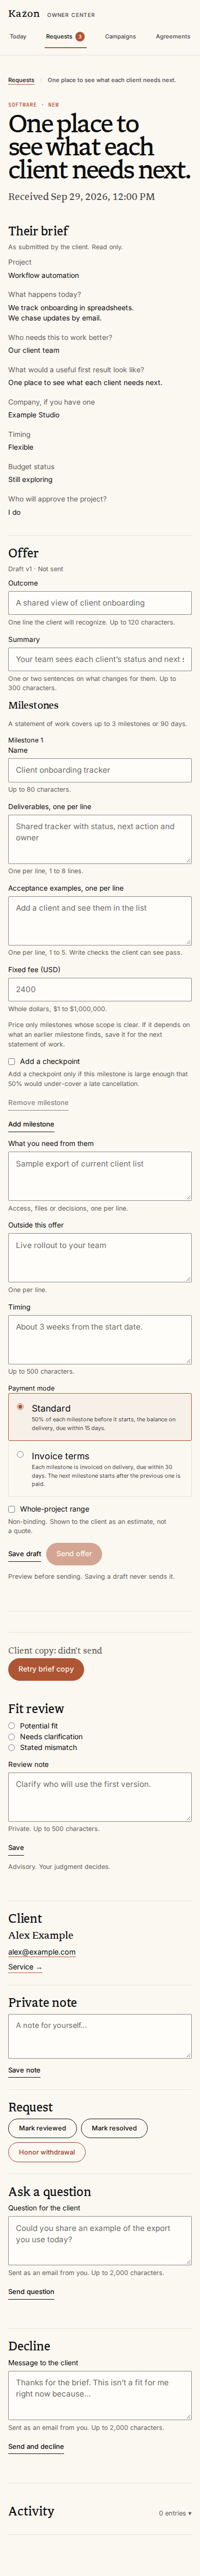 Kazon OWNER CENTER
Today Requests 3 Campaigns Agreements
Requests One place to see what each client needs next.
SOFTWARE · NEW
One place to
see what each
client needs next.
Received Sep 29, 2026, 12:00 PM
Their brief
As submitted by the client. Read only.
Project
Workflow automation
What happens today?
We track onboarding in spreadsheets.
We chase updates by email.
Who needs this to work better?
Our client team
What would a useful first result look like?
One place to see what each client needs next.
Company, if you have one
Example Studio
Timing
Flexible
Budget status
Still exploring
Who will approve the project?
I do
Offer
Draft v1 · Not sent
Outcome
A shared view of client onboarding
One line the client will recognize. Up to 120 characters.
Summary
Your team sees each client's status and next s
One or two sentences on what changes for them. Up to
300 characters.
Milestones
A statement of work covers up to 3 milestones or 90 days.
Milestone 1
Name
Client onboarding tracker
Up to 80 characters.
Deliverables, one per line
Shared tracker with status, next action and
owner
One per line, 1 to 8 lines.
Acceptance examples, one per line
Add a client and see them in the list
One per line, 1 to 5. Write checks the client can see pass.
Fixed fee (USD)
2400
Whole dollars, $1 to $1,000,000.
Price only milestones whose scope is clear. If it depends on
what an earlier milestone finds, save it for the next
statement of work.
Add a checkpoint
Add a checkpoint only if this milestone is large enough that
50% would under-cover a late cancellation.
Remove milestone
Add milestone
What you need from them
Sample export of current client list
Access, files or decisions, one per line.
Outside this offer
Live rollout to your team
One per line.
Timing
About 3 weeks from the start date.
Up to 500 characters.
Payment mode
Standard
50% of each milestone before it starts, the balance on
delivery, due within 15 days.
Invoice terms
Each milestone is invoiced on delivery, due within 30
days. The next milestone starts after the previous one is
paid.
Whole-project range
Non-binding. Shown to the client as an estimate, not
a quote.
Save draft Send offer
Preview before sending. Saving a draft never sends it.
Client copy: didn't send
Retry brief copy
Fit review
Potential fit
Needs clarification
Stated mismatch
Review note
Clarify who will use the first version.
Private. Up to 500 characters.
Save
Advisory. Your judgment decides.
Client
Alex Example
alex@example.com
Service →
Private note
A note for yourself...
Save note
Request
Mark reviewed Mark resolved
Honor withdrawal
Ask a question
Question for the client
Could you share an example of the export
you use today?
Sent as an email from you. Up to 2,000 characters.
Send question
Decline
Message to the client
Thanks for the brief. This isn't a fit for me
right now because...
Sent as an email from you. Up to 2,000 characters.
Send and decline
Activity 0 entries ▾